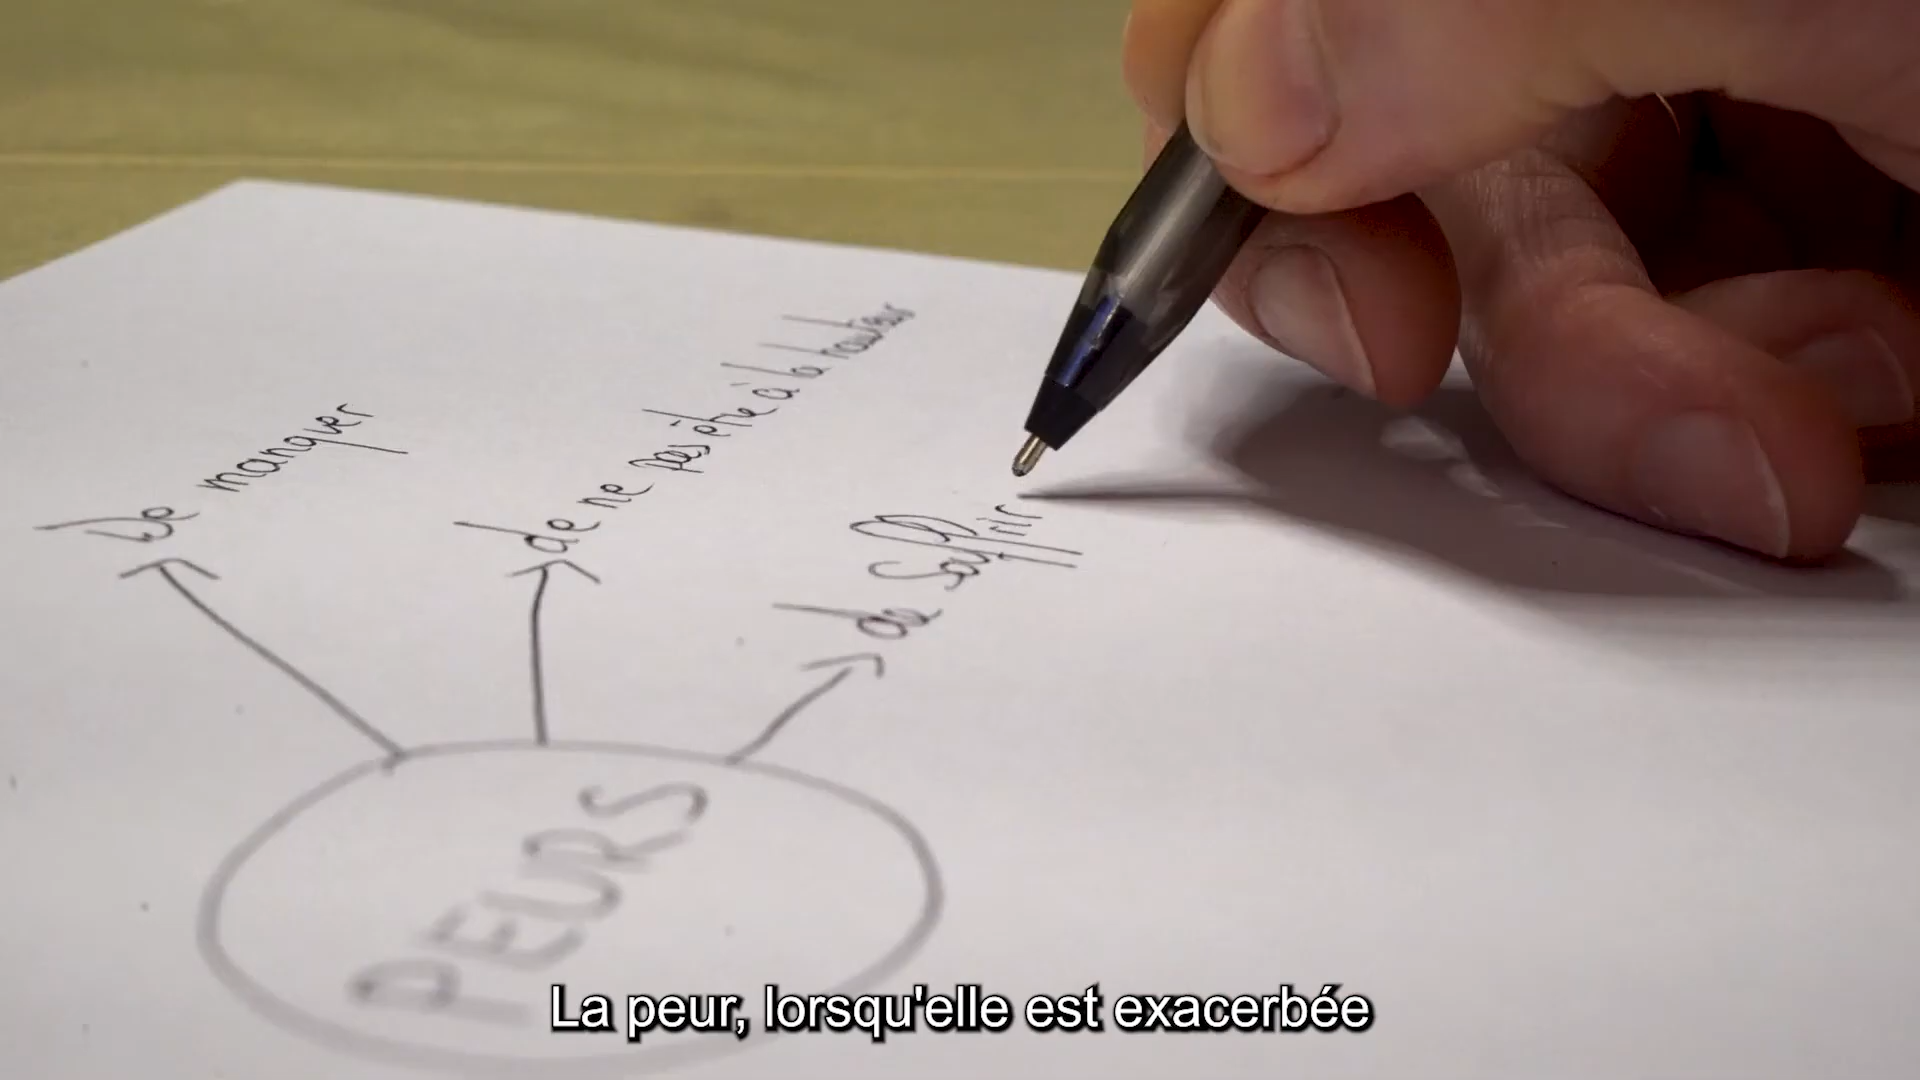 De manquer
de ne pas être à la hauteur
de Souffrir
PEURS
La peur, lorsqu'elle est exacerbée